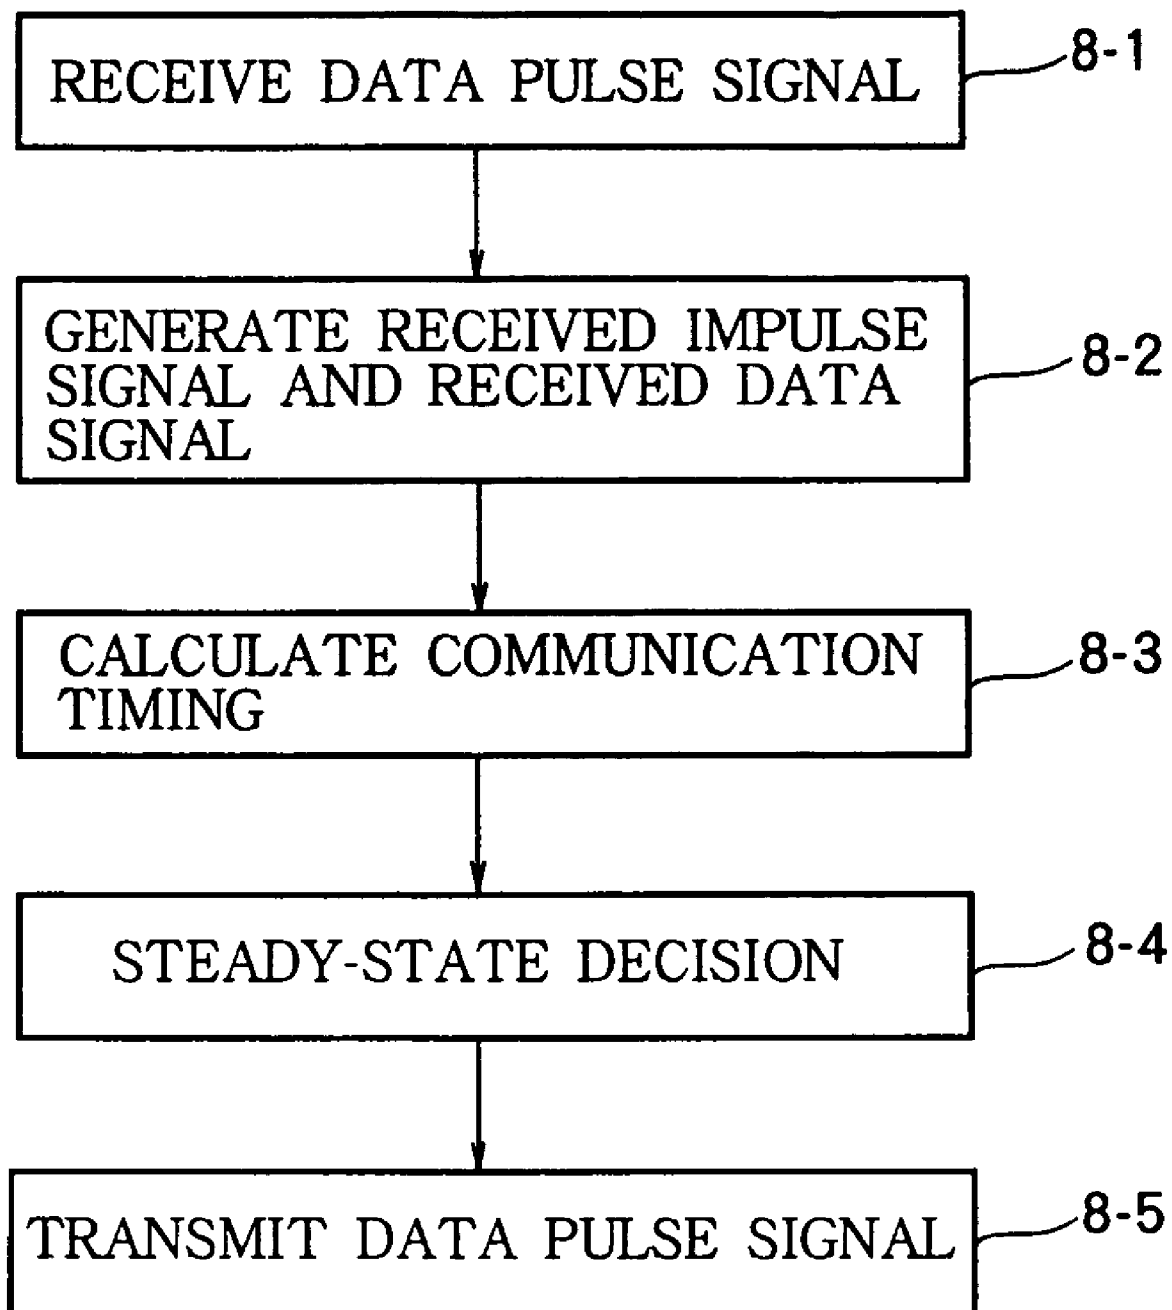 RECEIVE DATA PULSE SIGNAL
8-1
GENERATE RECEIVED IMPULSE
SIGNAL AND RECEIVED DATA
SIGNAL
8-2
CALCULATE COMMUNICATION
TIMING
8-3
STEADY-STATE DECISION
8-4
TRANSMIT DATA PULSE SIGNAL
8-5